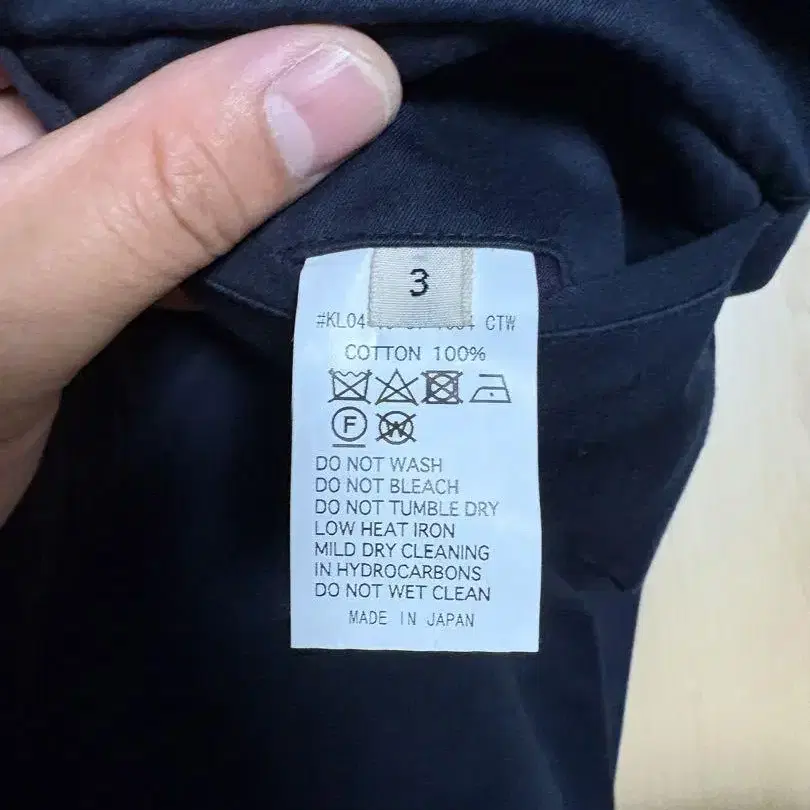 3
CTW
COTTON 100%
F
W
DO NOT WASH
DO NOT BLEACH
DO NOT TUMBLE DRY
LOW HEAT IRON
MILD DRY CLEANING
IN HYDROCARBONS
DO NOT WET CLEAN
MADE IN JAPAN